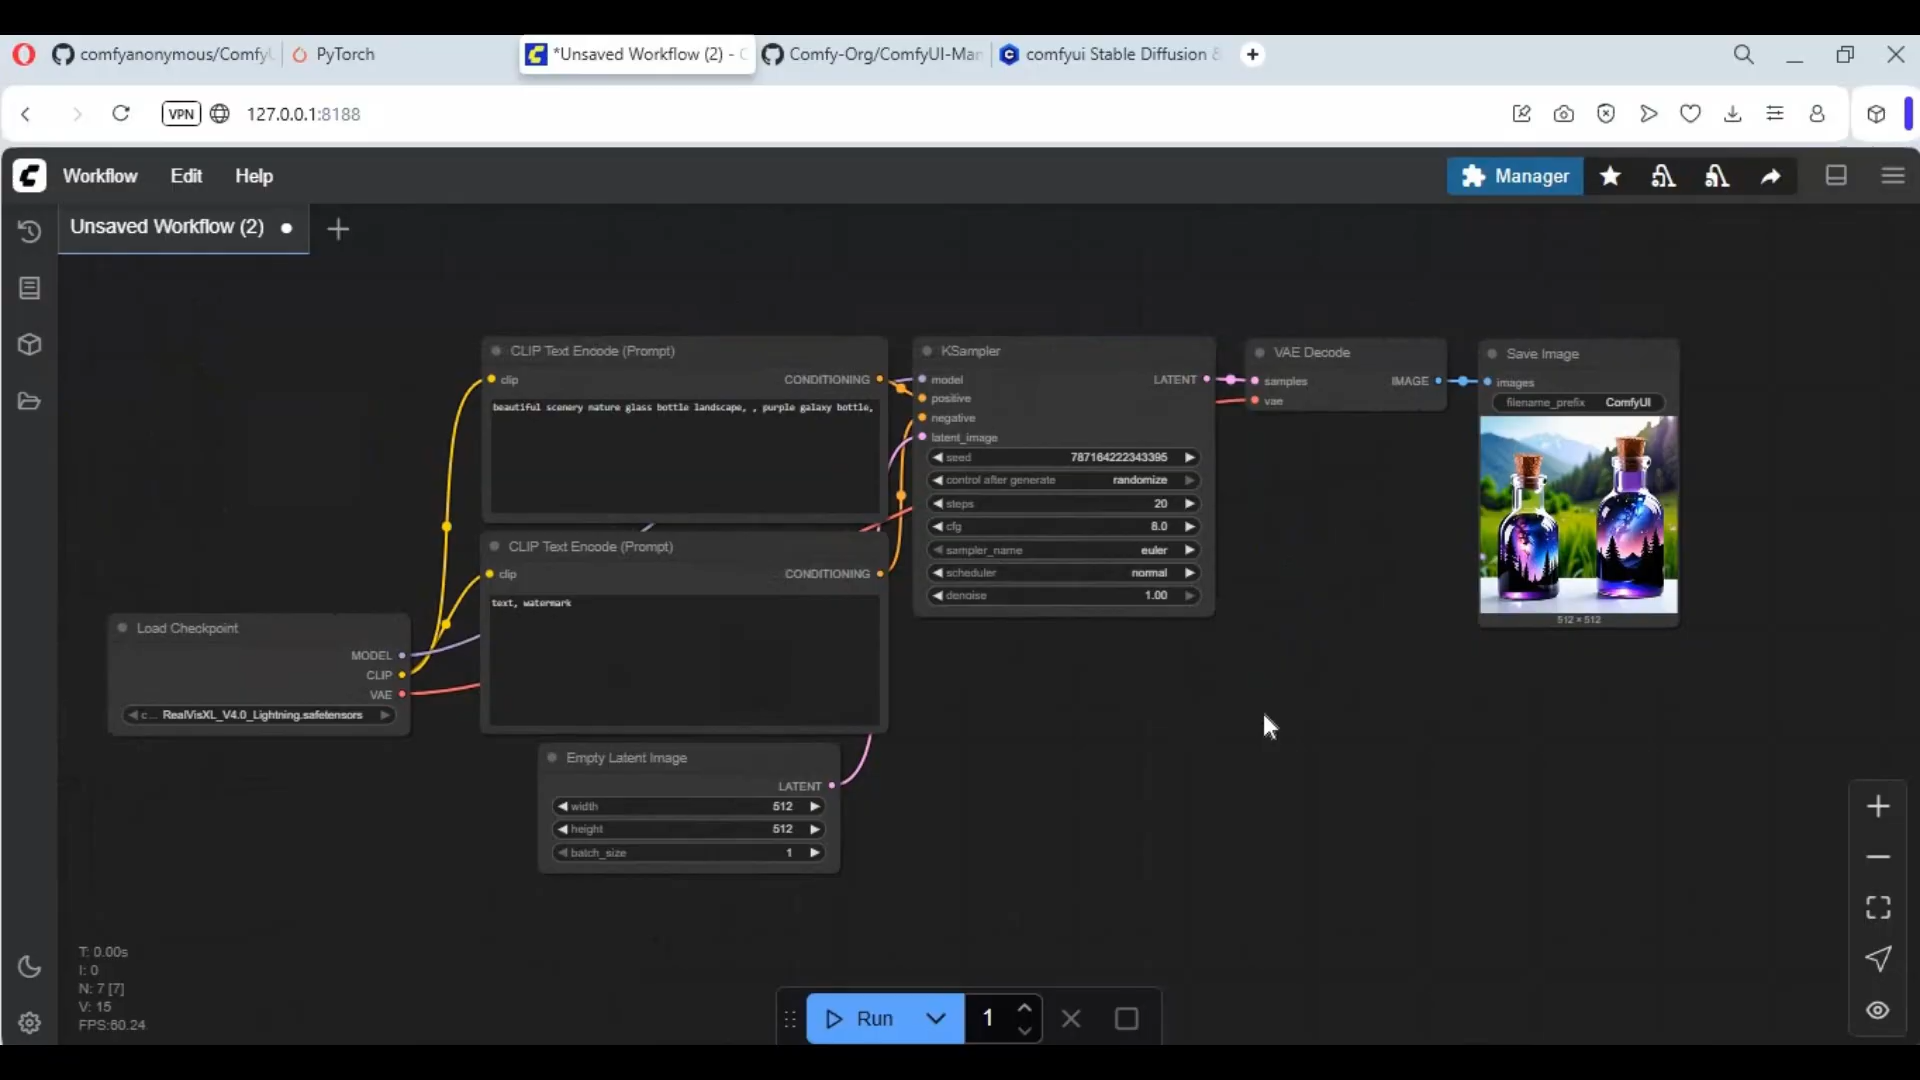 comfyanonymous/ComfyU
PyTorch
*Unsaved Workflow (2) - C
Comfy-Org/ComfyUI-Man
comfyui Stable Diffusion &
VPN
127.0.0.1:8188
Workflow
Edit
Help
Manager
Unsaved Workflow (2)
CLIP Text Encode (Prompt)
clip
CONDITIONING
beautiful scenery nature glass bottle landscape, , purple galaxy bottle,
CLIP Text Encode (Prompt)
clip
CONDITIONING
text, watermark
Load Checkpoint
MODEL
CLIP
VAE
c... RealVisXL_V4.0_Lightning.safetensors
Empty Latent Image
LATENT
width 512
height 512
batch_size 1
KSampler
model
LATENT
positive
negative
latent_image
seed 787164222343395
control after generate randomize
steps 20
cfg 8.0
sampler_name euler
scheduler normal
denoise 1.00
VAE Decode
samples
IMAGE
vae
Save Image
images
filename_prefix ComfyUI
512 × 512
T: 0.00s
I: 0
N: 7 [7]
V: 15
FPS:60.24
Run
1